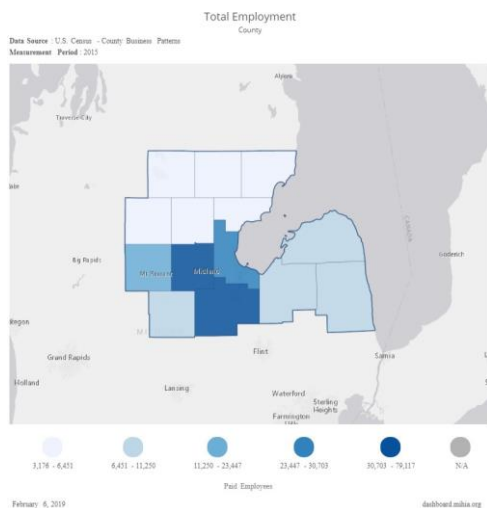 Total Employment
County
Data Source : U.S. Census - County Business Patterns
Measurement Period : 2015
Alpena
Traverse City
CANADA
Goderich
Big Rapids
Mt Pleasant
Midland
Flint
Sarnia
Grand Rapids
Holland
Lansing
Waterford
Sterling
Heights
Farmington
3,176 - 6,451
6,451 - 11,250
11,250 - 23,447
23,447 - 30,703
30,703 - 79,117
N/A
Paid Employees
February 6, 2019
dashboard.mihia.org